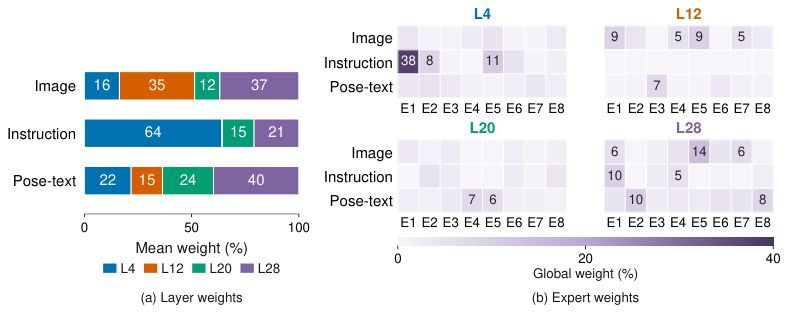 Image 16 35 12 37
Instruction 64 15 21
Pose-text 22 15 24 40
0 50 100
Mean weight (%)
L4 L12 L20 L28
(a) Layer weights
L4
Image
Instruction 38 8 11
Pose-text
E1 E2 E3 E4 E5 E6 E7 E8
L12
9 5 9 5
7
E1 E2 E3 E4 E5 E6 E7 E8
L20
Image
Instruction
Pose-text 7 6
E1 E2 E3 E4 E5 E6 E7 E8
L28
6 14 6
10 5
10 8
E1 E2 E3 E4 E5 E6 E7 E8
0 20 40
Global weight (%)
(b) Expert weights